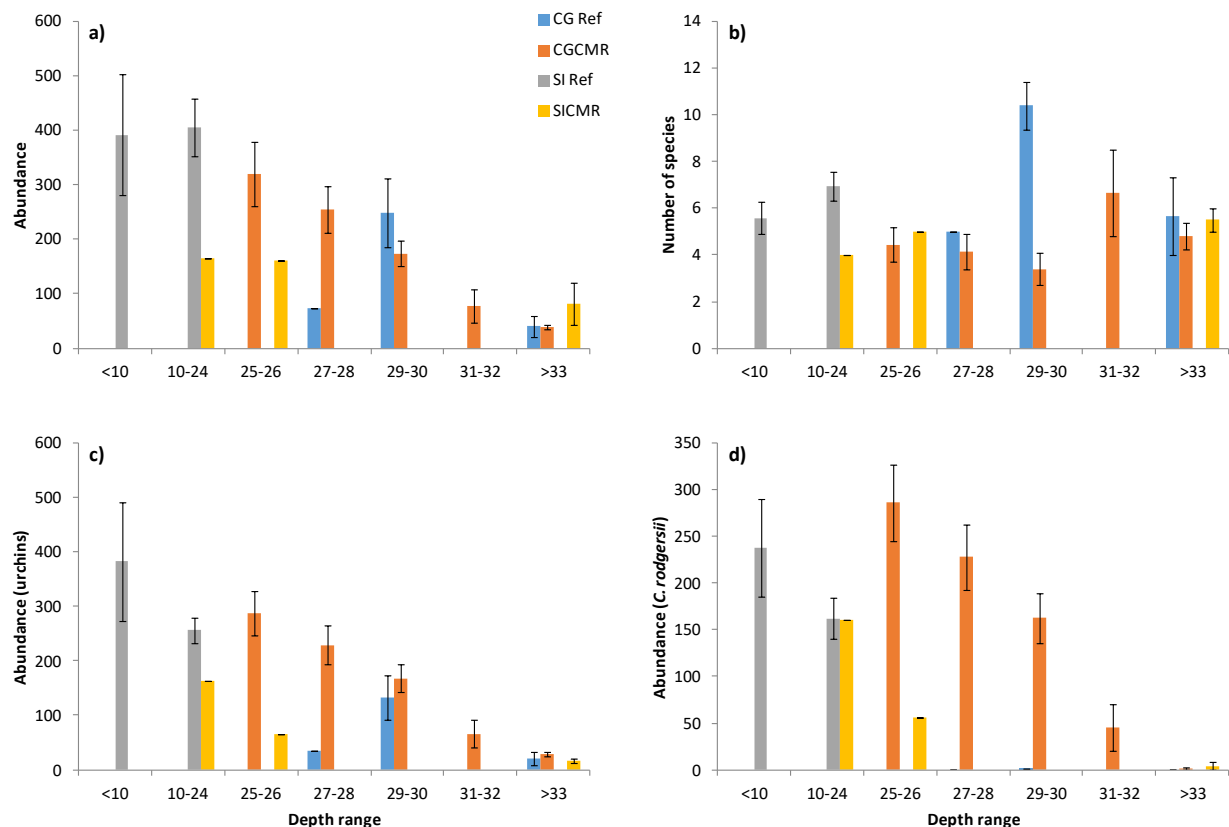 a)
Abundance
600
500
400
300
200
100
0
<10 10-24 25-26 27-28 29-30 31-32 >33
CG Ref
CGCMR
SI Ref
SICMR
b)
Number of species
14
12
10
8
6
4
2
0
<10 10-24 25-26 27-28 29-30 31-32 >33
c)
Abundance (urchins)
600
500
400
300
200
100
0
<10 10-24 25-26 27-28 29-30 31-32 >33
Depth range
d)
Abundance (C. rodgersii)
350
300
250
200
150
100
50
0
<10 10-24 25-26 27-28 29-30 31-32 >33
Depth range